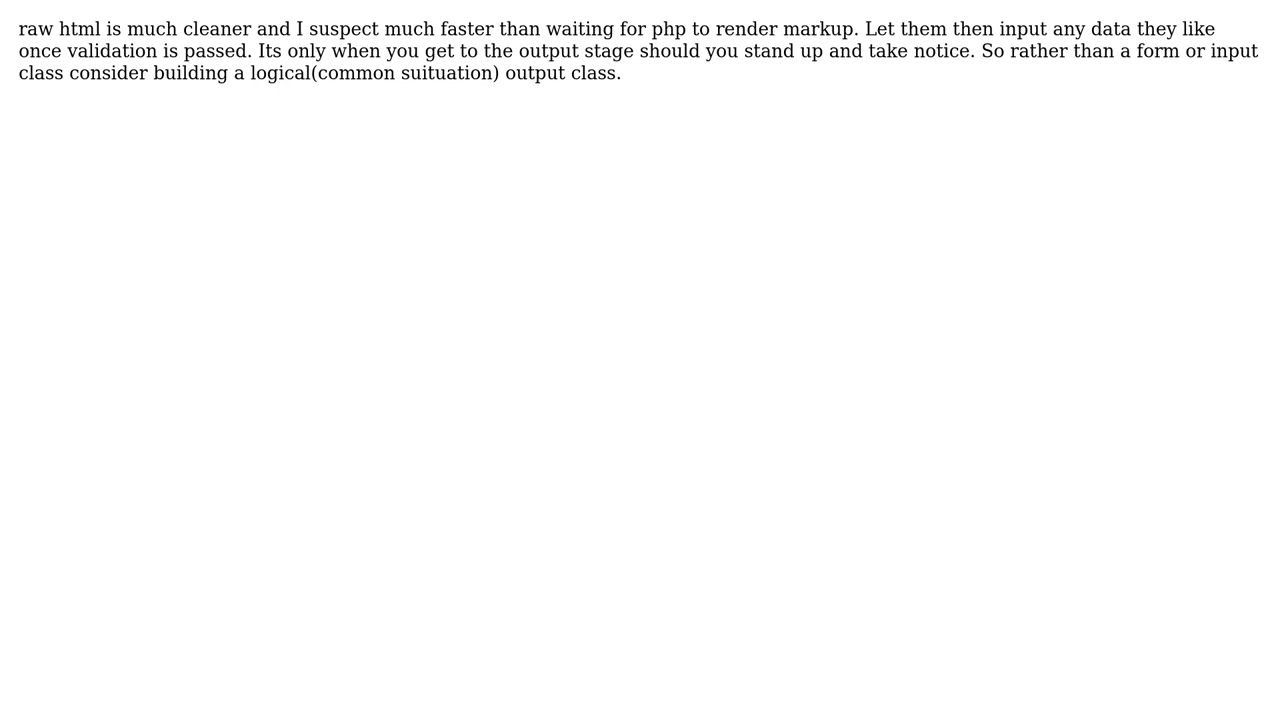 raw html is much cleaner and I suspect much faster than waiting for php to render markup. Let them then input any data they like
once validation is passed. Its only when you get to the output stage should you stand up and take notice. So rather than a form or input
class consider building a logical(common suituation) output class.